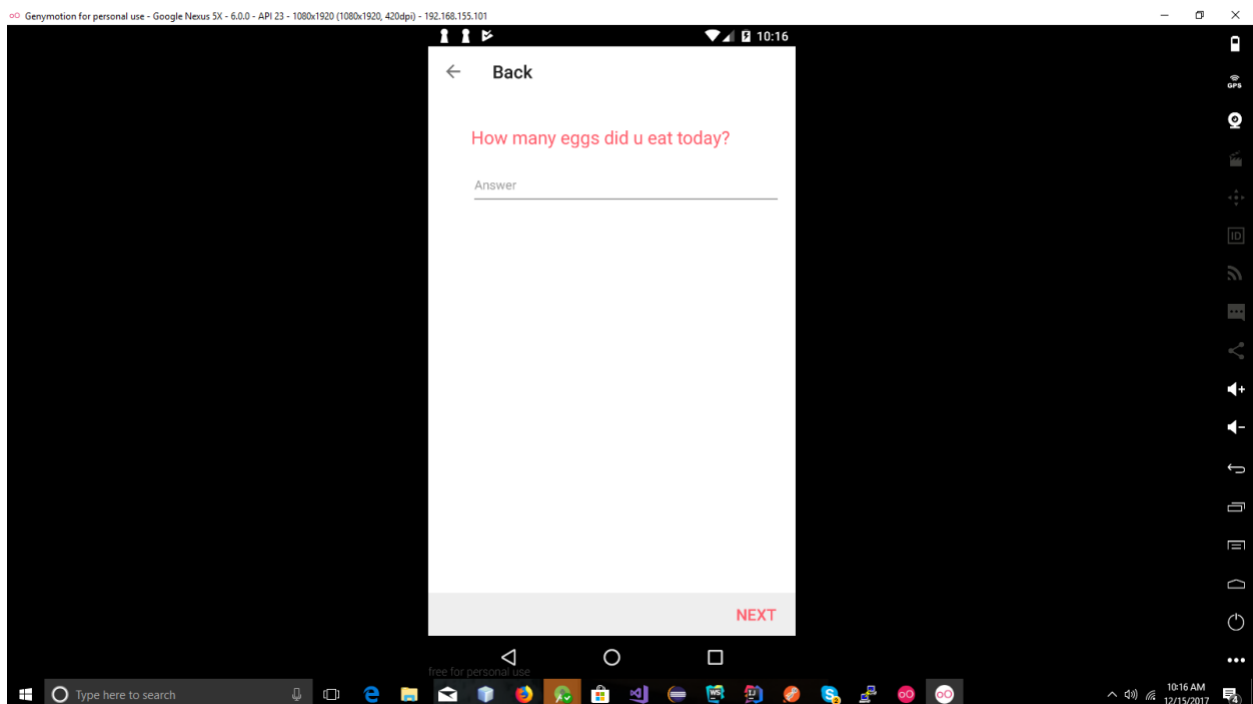 Genymotion for personal use - Google Nexus 5X - 6.0.0 - API 23 - 1080x1920 (1080x1920, 420dpi) - 192.168.155.101
10:16
GPS
Back
How many eggs did u eat today?
Answer
ID
NEXT
free for personal use
Type here to search
WS
10:16 AM
12/15/2017
4